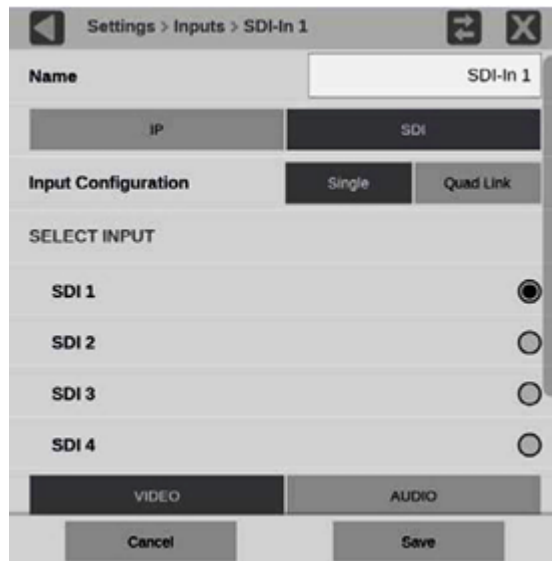 Settings > Inputs > SDI-In 1
Name SDI-In 1
IP SDI
Input Configuration Single Quad Link
SELECT INPUT
SDI 1
SDI 2
SDI 3
SDI 4
VIDEO AUDIO
Cancel Save